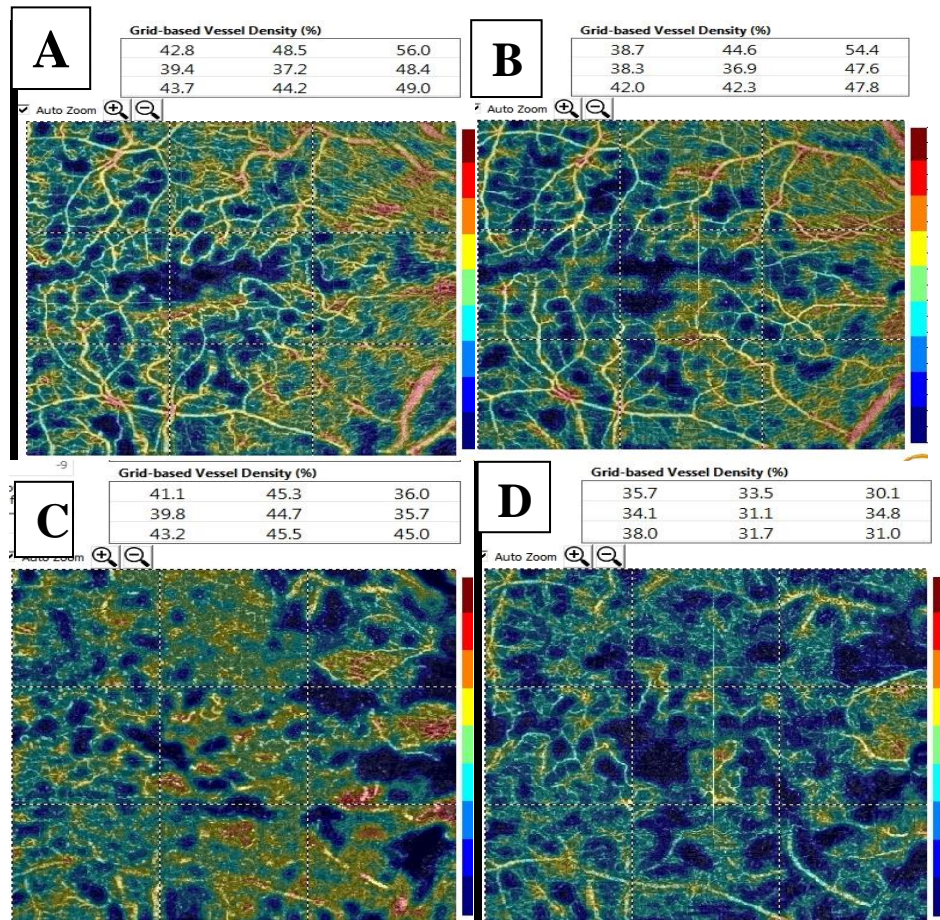 A
Grid-based Vessel Density (%)
42.8 48.5 56.0
39.4 37.2 48.4
43.7 44.2 49.0
Auto Zoom
B
Grid-based Vessel Density (%)
38.7 44.6 54.4
38.3 36.9 47.6
42.0 42.3 47.8
Auto Zoom
-9
C
Grid-based Vessel Density (%)
41.1 45.3 36.0
39.8 44.7 35.7
43.2 45.5 45.0
Auto Zoom
D
Grid-based Vessel Density (%)
35.7 33.5 30.1
34.1 31.1 34.8
38.0 31.7 31.0
Auto Zoom